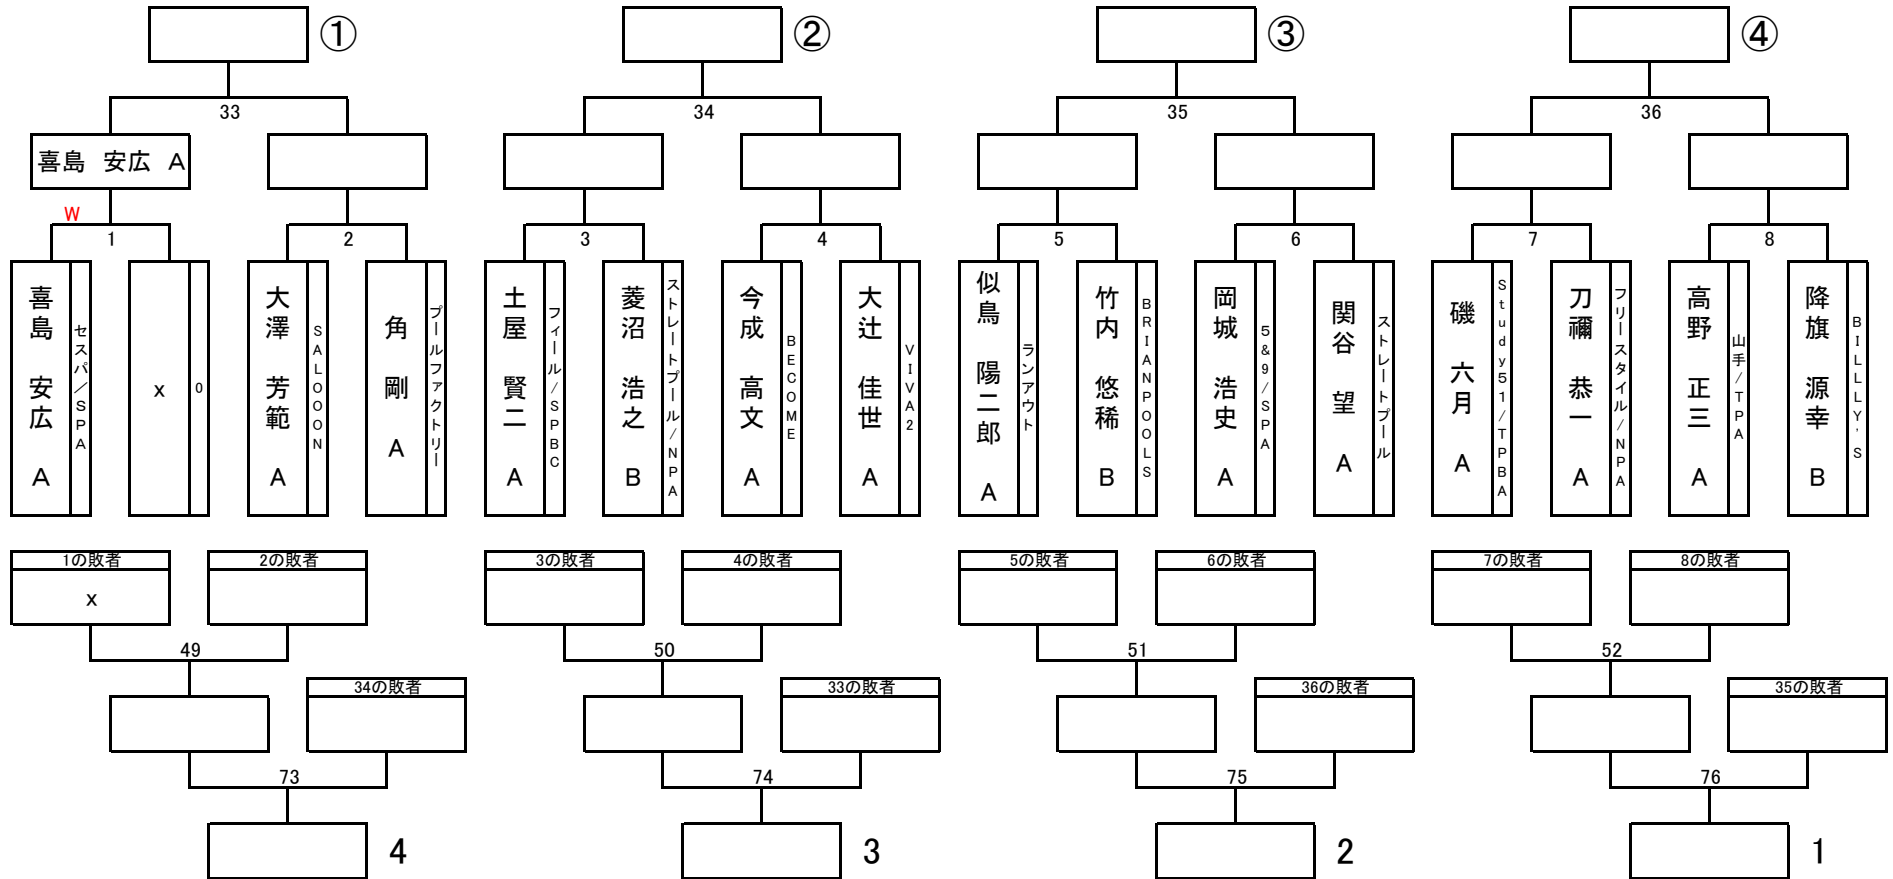 ①
②
③
④
33
34
35
36
喜島 安広 A
W
1
2
3
4
5
6
7
8
喜島 安広 A
セスパ/SPA
x
0
大澤 芳範 A
SALOOON
角 剛 A
プールファクトリー
土屋 賢二 A
フィール/SPBC
菱沼 浩之 B
ストレートプール/NPA
今成 高文 A
BECOME
大辻 佳世 A
VIVA2
似鳥 陽二郎 A
ランアウト
竹内 悠稀 B
BRIANPOOLS
岡城 浩史 A
5&9/SPA
関谷 望 A
ストレートプール
磯 六月 A
Study51/TPBA
刀禰 恭一 A
フリースタイル/NPA
高野 正三 A
山手/TPA
降旗 源幸 B
BILLLY'S
1の敗者
2の敗者
3の敗者
4の敗者
5の敗者
6の敗者
7の敗者
8の敗者
x
49
50
51
52
34の敗者
33の敗者
36の敗者
35の敗者
73
74
75
76
4
3
2
1